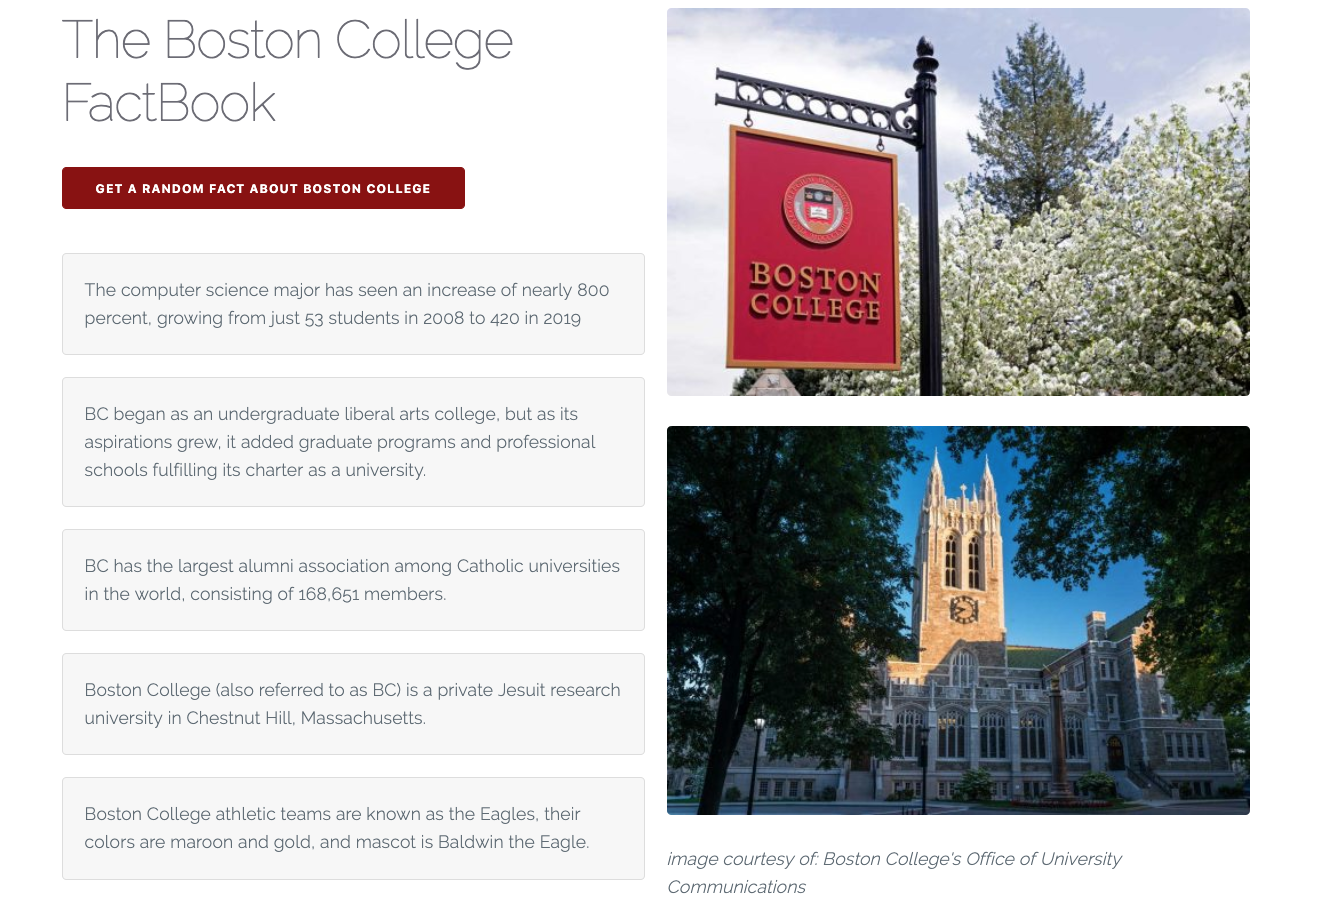 The Boston College
FactBook
GET A RANDOM FACT ABOUT BOSTON COLLEGE
The computer science major has seen an increase of nearly 800
percent, growing from just 53 students in 2008 to 420 in 2019
BC began as an undergraduate liberal arts college, but as its
aspirations grew, it added graduate programs and professional
schools fulfilling its charter as a university.
BC has the largest alumni association among Catholic universities
in the world, consisting of 168,651 members.
Boston College (also referred to as BC) is a private Jesuit research
university in Chestnut Hill, Massachusetts.
Boston College athletic teams are known as the Eagles, their
colors are maroon and gold, and mascot is Baldwin the Eagle.
BOSTON
COLLEGE
image courtesy of: Boston College's Office of University
Communications